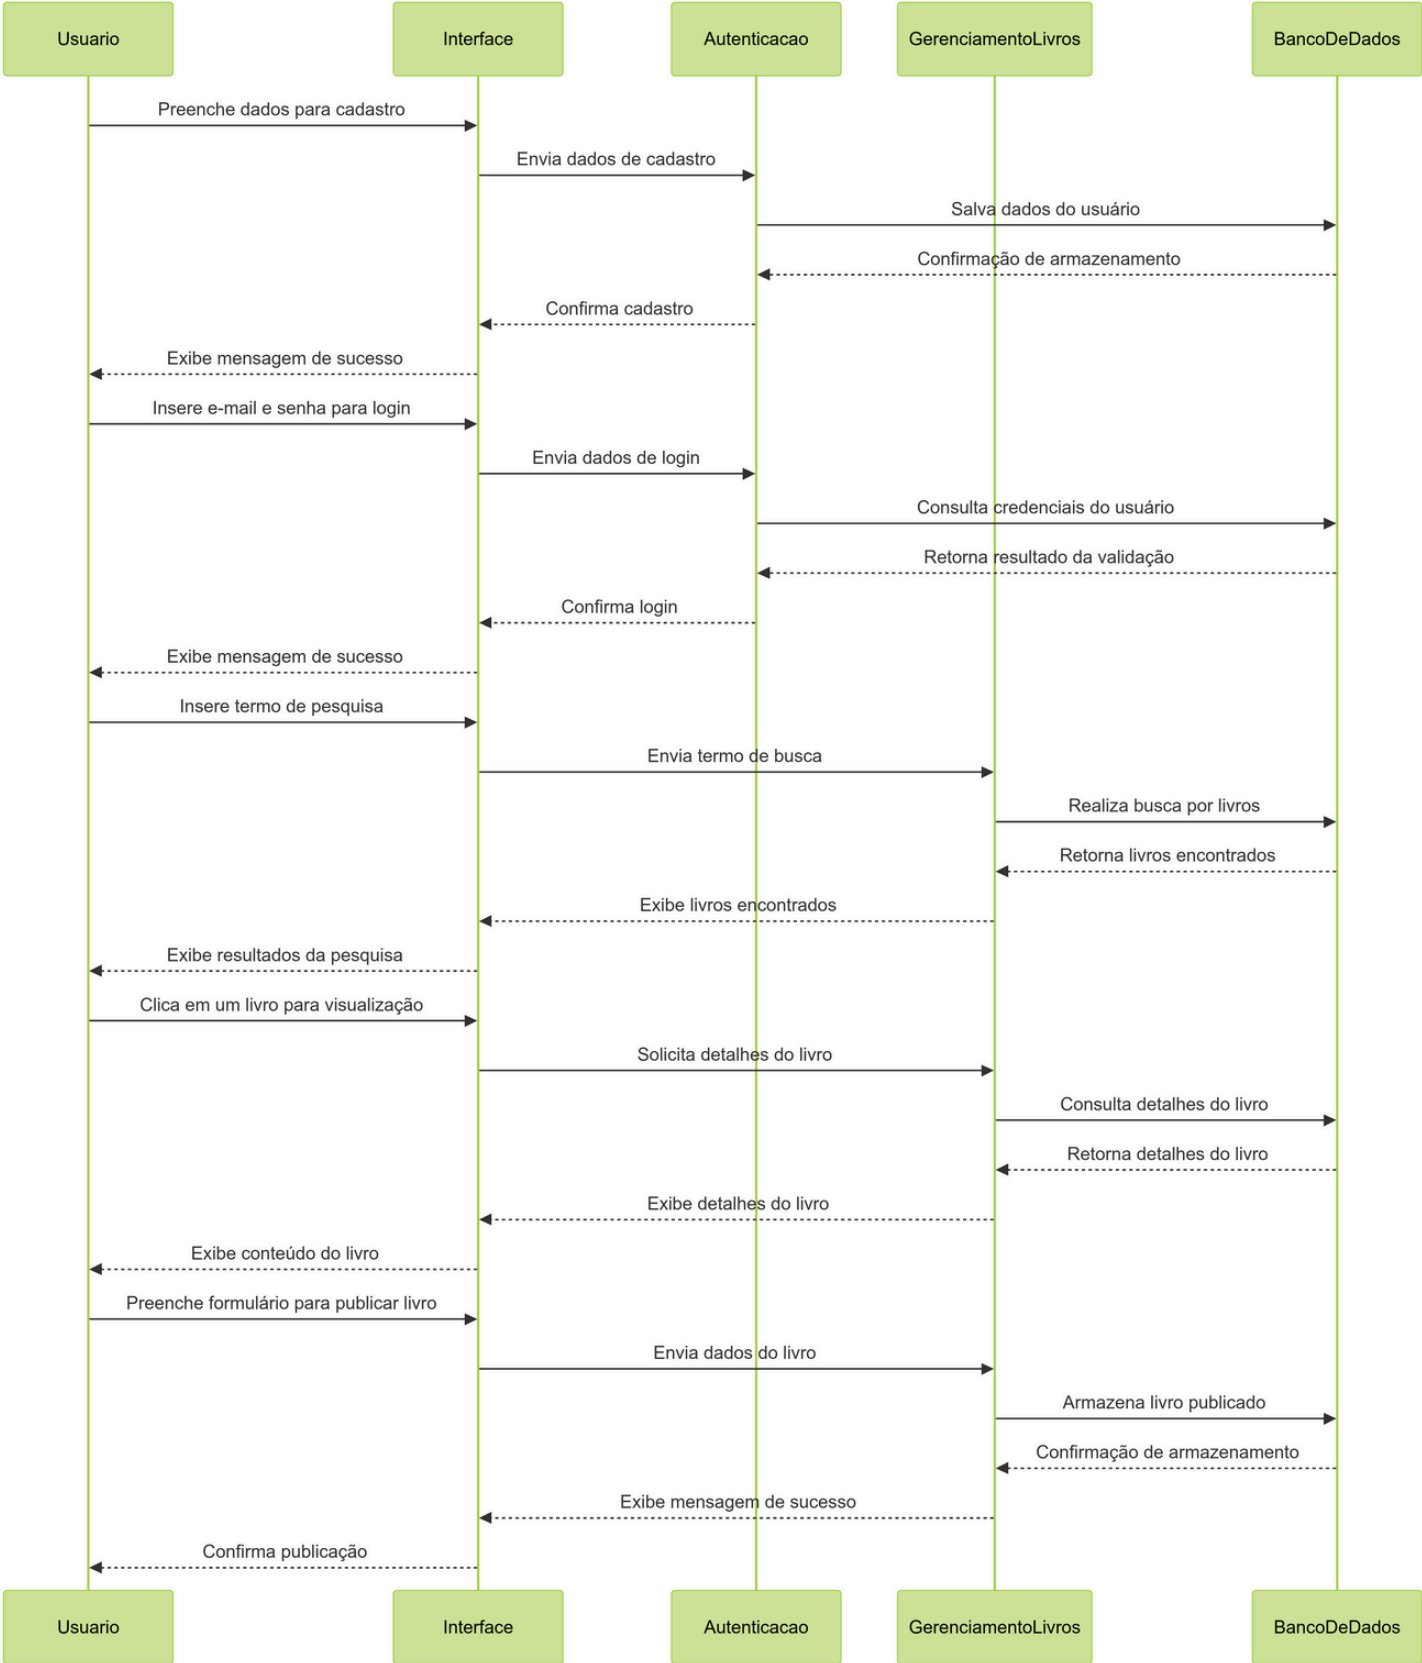 Usuario
Interface
Autenticacao
GerenciamentoLivros
BancoDeDados
Preenche dados para cadastro
Envia dados de cadastro
Salva dados do usuário
Confirmação de armazenamento
Confirma cadastro
Exibe mensagem de sucesso
Insere e-mail e senha para login
Envia dados de login
Consulta credenciais do usuário
Retorna resultado da validação
Confirma login
Exibe mensagem de sucesso
Insere termo de pesquisa
Envia termo de busca
Realiza busca por livros
Retorna livros encontrados
Exibe livros encontrados
Exibe resultados da pesquisa
Clica em um livro para visualização
Solicita detalhes do livro
Consulta detalhes do livro
Retorna detalhes do livro
Exibe detalhes do livro
Exibe conteúdo do livro
Preenche formulário para publicar livro
Envia dados do livro
Armazena livro publicado
Confirmação de armazenamento
Exibe mensagem de sucesso
Confirma publicação
Usuario
Interface
Autenticacao
GerenciamentoLivros
BancoDeDados